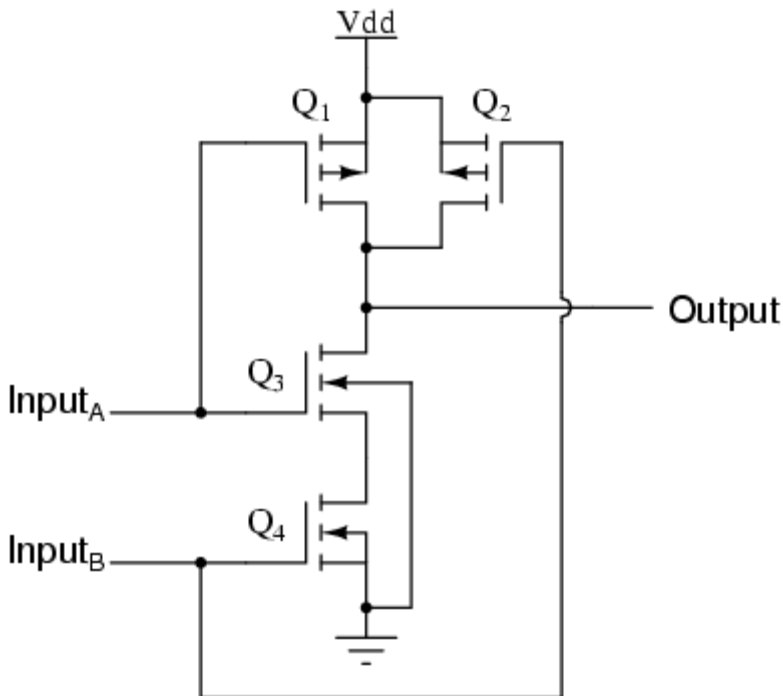 Vdd
Q1 Q2
Output
Q3
InputA
Q4
InputB